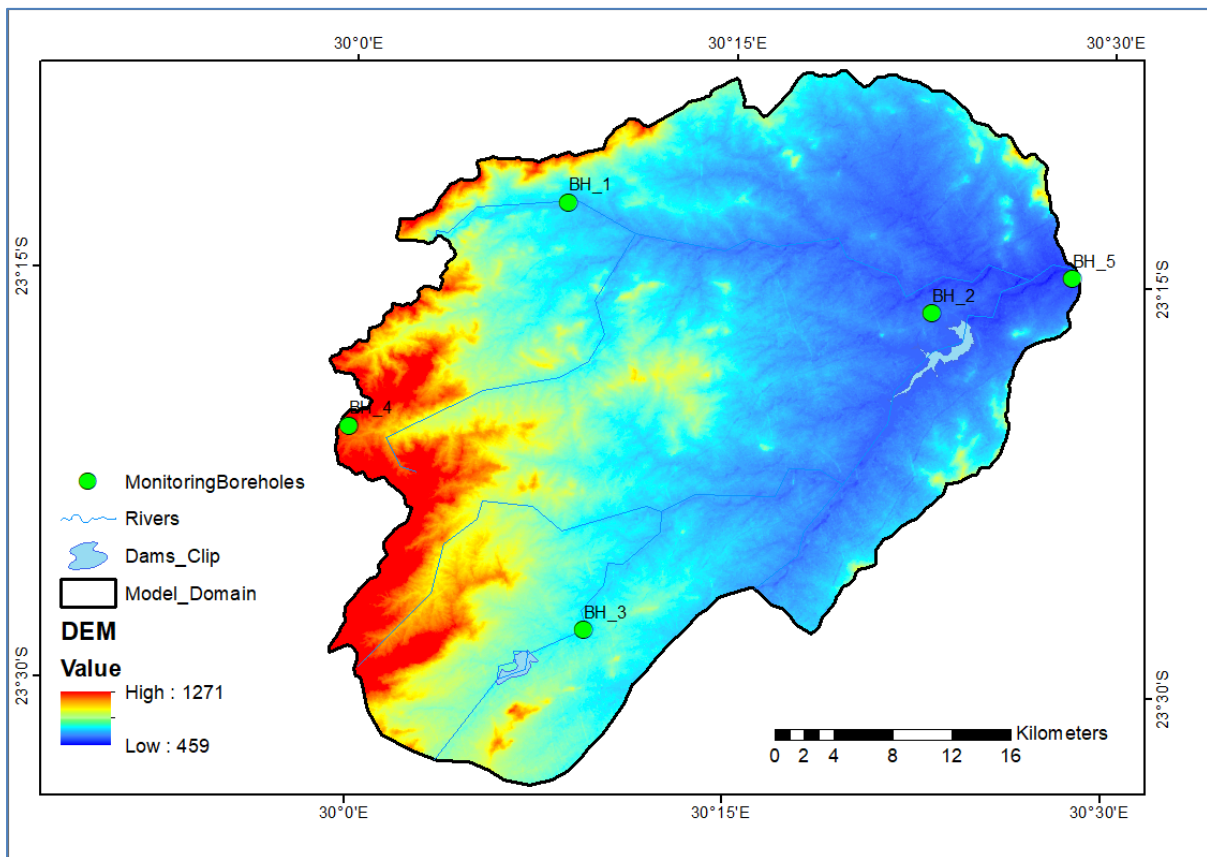 30°0'E 30°15'E 30°30'E
BH_1
23°15'S
BH_5
23°15'S
BH_2
BH_4
MonitoringBoreholes
Rivers
Dams_Clip
Model_Domain
BH_3
DEM
Value
High : 1271
Low : 459
23°30'S
23°30'S
Kilometers
0 2 4 8 12 16
30°0'E 30°15'E 30°30'E